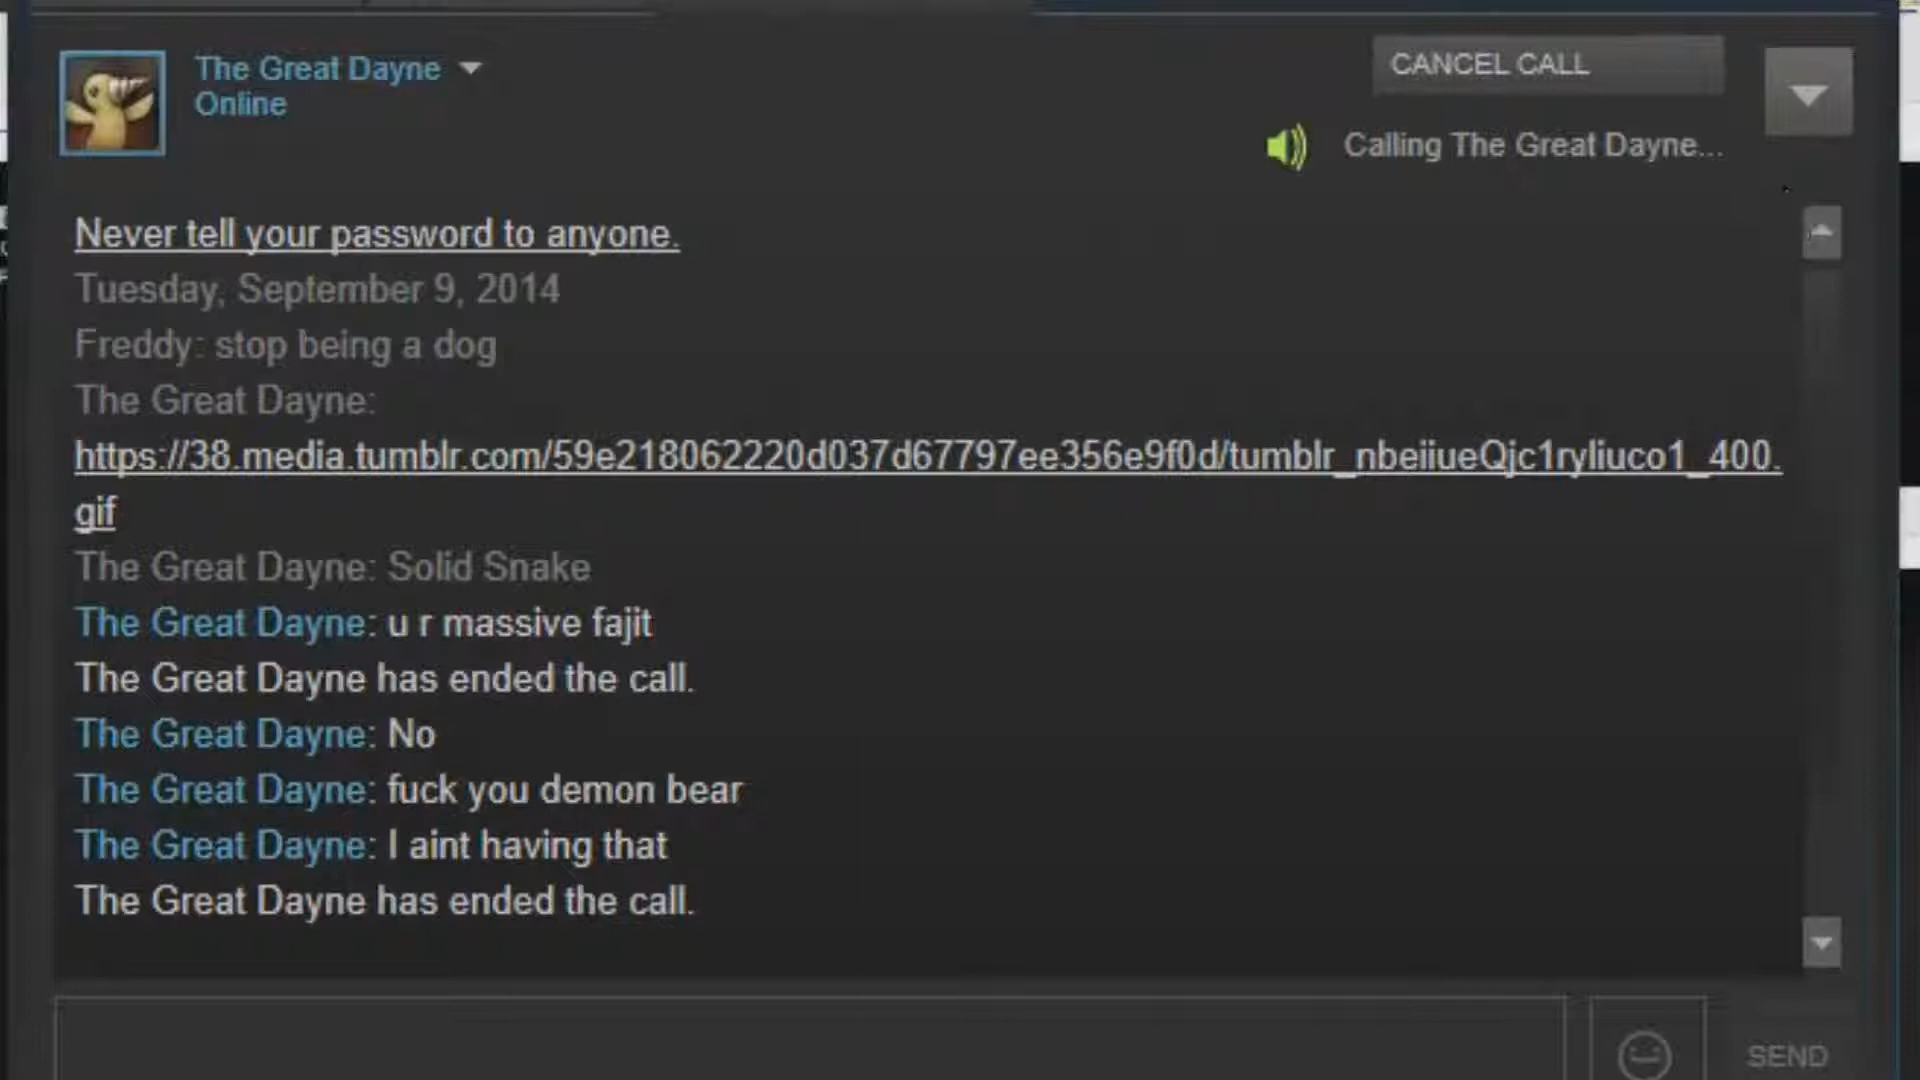 The Great Dayne
Online
CANCEL CALL
Calling The Great Dayne...
Never tell your password to anyone.
Tuesday, September 9, 2014
Freddy: stop being a dog
The Great Dayne:
https://38.media.tumblr.com/59e218062220d037d67797ee356e9f0d/tumblr_nbeiiueQjc1ryliuco1_400.
gif
The Great Dayne: Solid Snake
The Great Dayne: u r massive fajit
The Great Dayne has ended the call.
The Great Dayne: No
The Great Dayne: fuck you demon bear
The Great Dayne: I aint having that
The Great Dayne has ended the call.
SEND